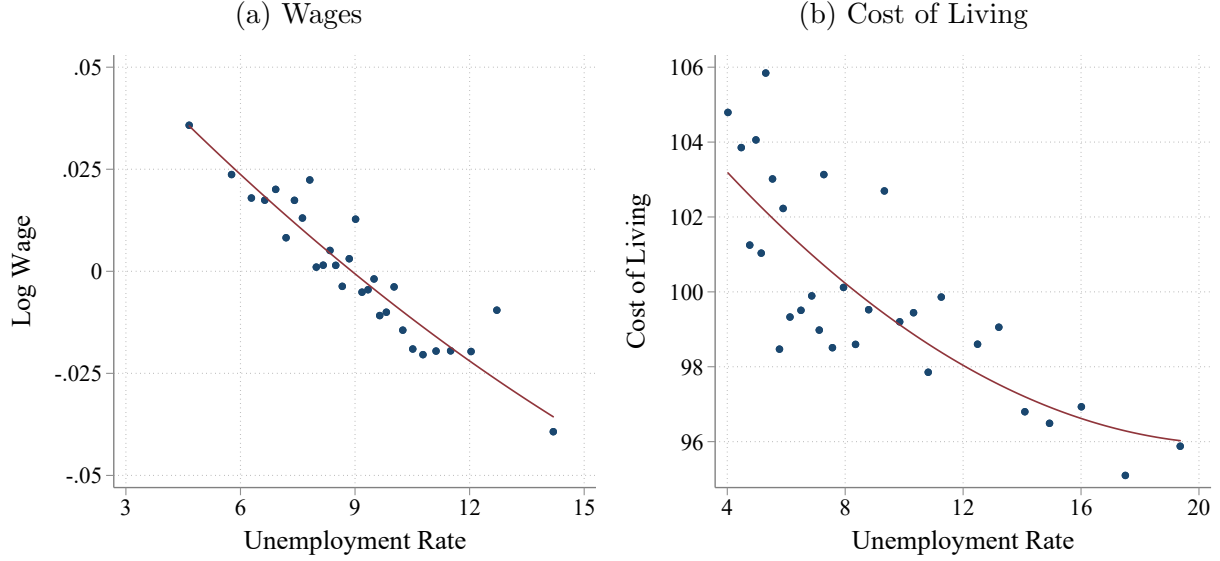 (a) Wages
.05
.025
0
-.025
-.05
Log Wage
3 6 9 12 15
Unemployment Rate
(b) Cost of Living
106
104
102
100
98
96
Cost of Living
4 8 12 16 20
Unemployment Rate